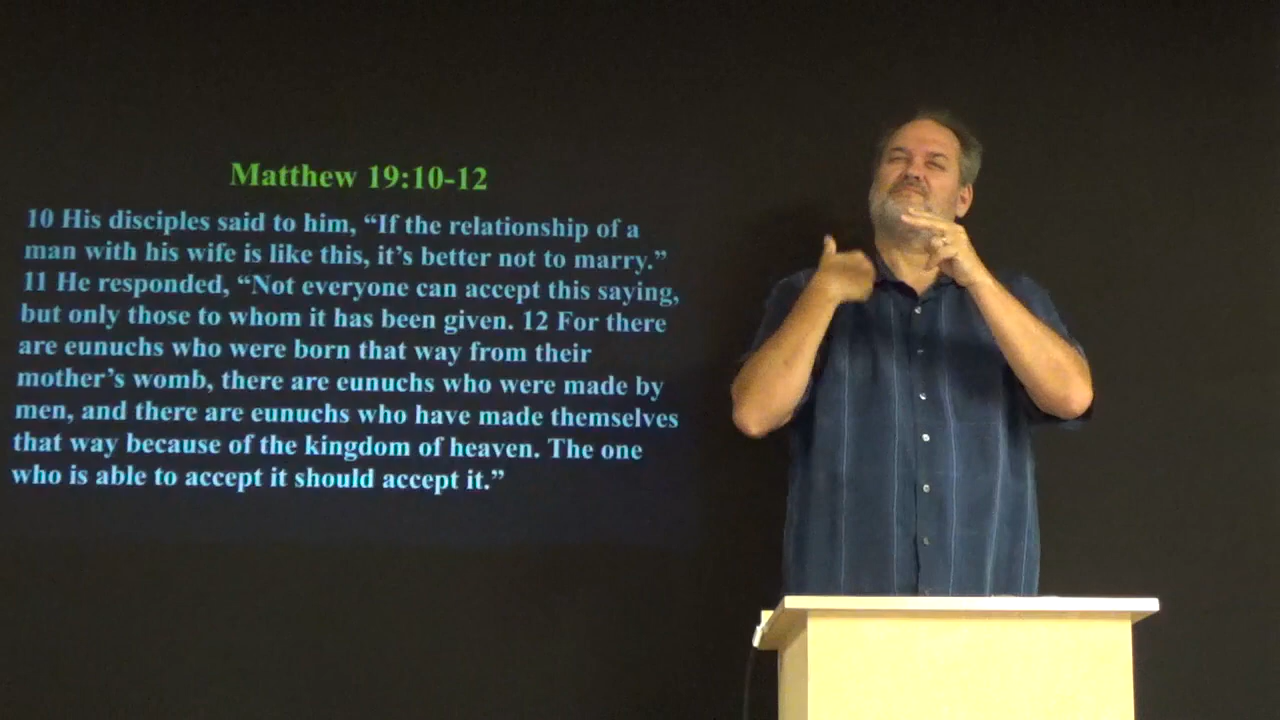 Matthew 19:10-12
10 His disciples said to him, “If the relationship of a
man with his wife is like this, it’s better not to marry.”
11 He responded, “Not everyone can accept this saying,
but only those to whom it has been given. 12 For there
are eunuchs who were born that way from their
mother’s womb, there are eunuchs who were made by
men, and there are eunuchs who have made themselves
that way because of the kingdom of heaven. The one
who is able to accept it should accept it.”